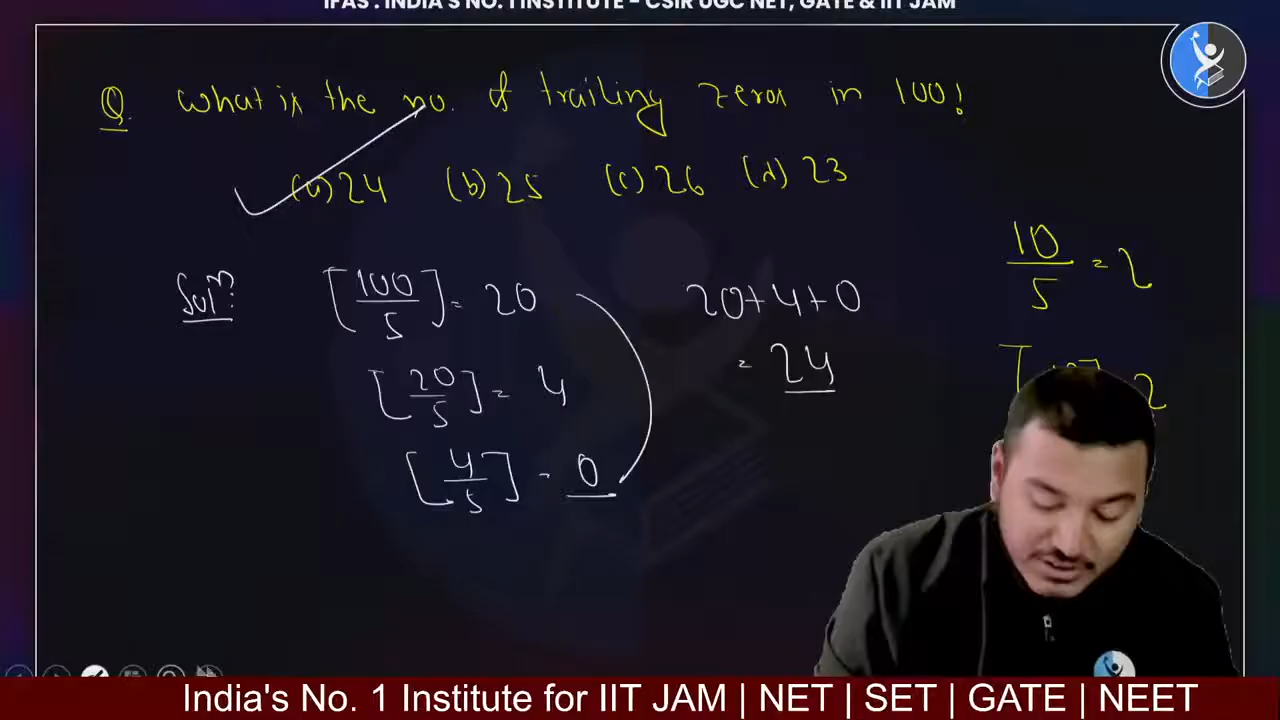 IFAS : INDIA'S NO. 1 INSTITUTE - CSIR UGC NET, GATE & IIT JAM
Q. What is the no. of trailing zeros in 100!
(a) 24 (b) 25 (c) 26 (d) 23
Solⁿ: [100/5] = 20 20+4+0 10/5 = 2
[20/5] = 4 = 24 2
[4/5] = 0
India's No. 1 Institute for IIT JAM | NET | SET | GATE | NEET